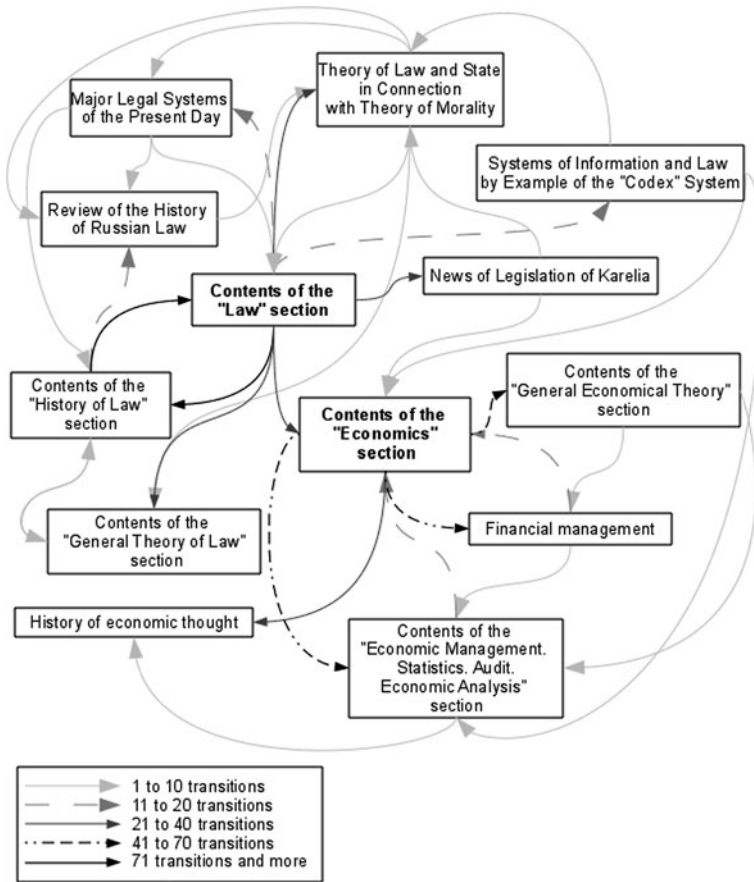 Theory of Law and State
in Connection
with Theory of Morality
Major Legal Systems
of the Present Day
Systems of Information and Law
by Example of the "Codex" System
Review of the History
of Russian Law
News of Legislation of Karelia
Contents of the
"Law" section
Contents of the
"General Economical Theory"
section
Contents of the
"History of Law"
section
Contents of the
"Economics"
section
Contents of the
"General Theory of Law"
section
Financial management
History of economic thought
Contents of the
"Economic Management.
Statistics. Audit.
Economic Analysis"
section
1 to 10 transitions
11 to 20 transitions
21 to 40 transitions
41 to 70 transitions
71 transitions and more